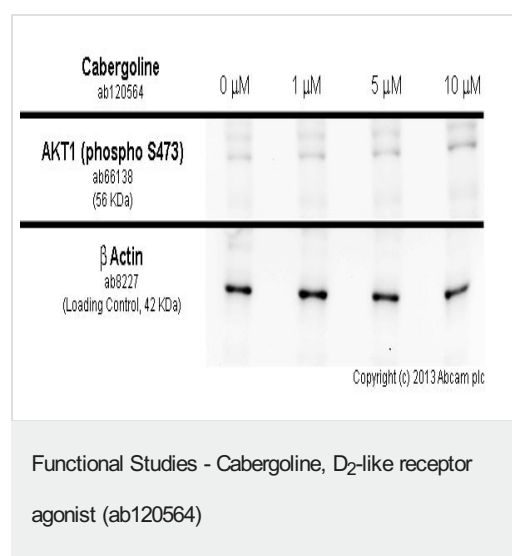 Cabergoline
ab120564
0 µM 1 µM 5 µM 10 µM
AKT1 (phospho S473)
ab66138
(56 KDa)
β Actin
ab8227
(Loading Control, 42 KDa)
Copyright (c) 2013 Abcam plc
Functional Studies - Cabergoline, D₂-like receptor
agonist (ab120564)